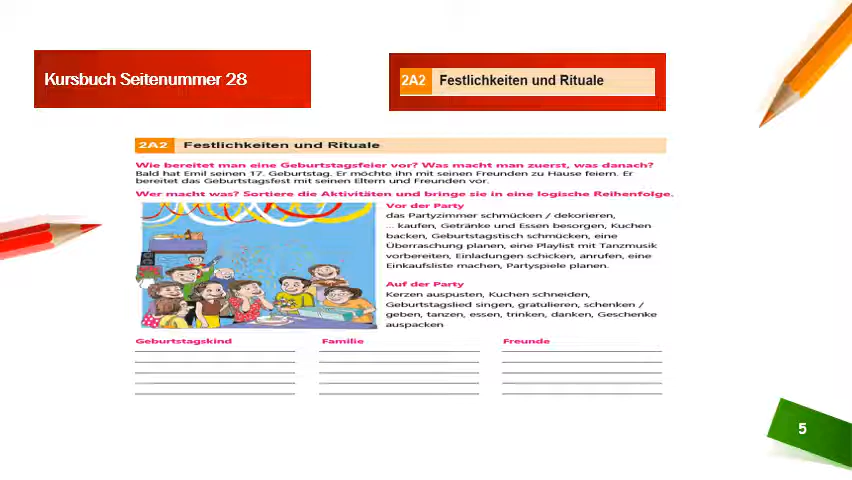 Kursbuch Seitenummer 28
2A2 Festlichkeiten und Rituale
2A2 Festlichkeiten und Rituale
Wie bereitet man eine Geburtstagsfeier vor? Was macht man zuerst, was danach?
Bald hat Emil seinen 17. Geburtstag. Er möchte ihn mit seinen Freunden zu Hause feiern. Er
bereitet das Geburtstagsfest mit seinen Eltern und Freunden vor.
Wer macht was? Sortiere die Aktivitäten und bringe sie in eine logische Reihenfolge.
Vor der Party
das Partyzimmer schmücken / dekorieren,
... kaufen, Getränke und Essen besorgen, Kuchen
backen, Geburtstagstisch schmücken, eine
Überraschung planen, eine Playlist mit Tanzmusik
vorbereiten, Einladungen schicken, anrufen, eine
Einkaufsliste machen, Partyspiele planen.
Auf der Party
Kerzen auspusten, Kuchen schneiden,
Geburtstagslied singen, gratulieren, schenken /
geben, tanzen, essen, trinken, danken, Geschenke
auspacken
Geburtstagskind
Familie
Freunde
5